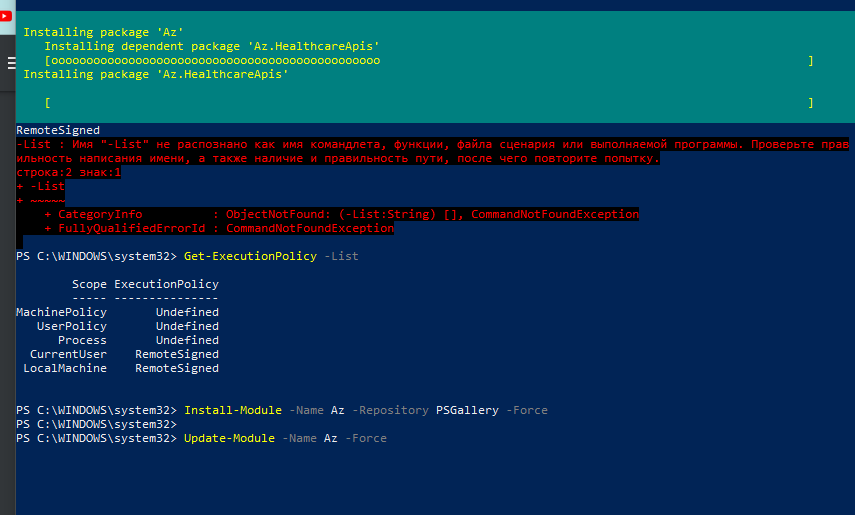 Installing package 'Az'
Installing dependent package 'Az.HealthcareApis'
[ooooooooooooooooooooooooooooooooooooooooooooooo ]
Installing package 'Az.HealthcareApis'
[ ]
RemoteSigned
-List : Имя "-List" не распознано как имя командлета, функции, файла сценария или выполняемой программы. Проверьте прав
ильность написания имени, а также наличие и правильность пути, после чего повторите попытку.
строка:2 знак:1
+ -List
+ ~~~~~
+ CategoryInfo : ObjectNotFound: (-List:String) [], CommandNotFoundException
+ FullyQualifiedErrorId : CommandNotFoundException
PS C:\WINDOWS\system32> Get-ExecutionPolicy -List
Scope ExecutionPolicy
----- ---------------
MachinePolicy Undefined
UserPolicy Undefined
Process Undefined
CurrentUser RemoteSigned
LocalMachine RemoteSigned
PS C:\WINDOWS\system32> Install-Module -Name Az -Repository PSGallery -Force
PS C:\WINDOWS\system32>
PS C:\WINDOWS\system32> Update-Module -Name Az -Force